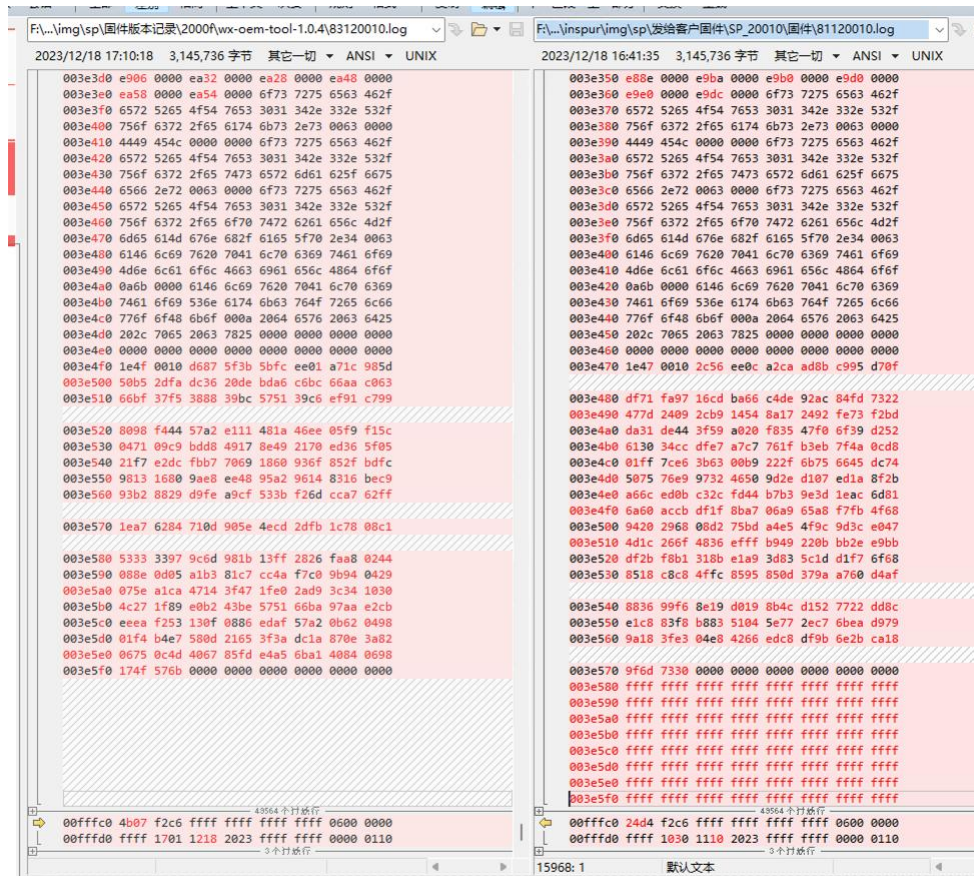 F:\...\img\sp\固件版本记录\2000f\wx-oem-tool-1.0.4\83120010.log
2023/12/18 17:10:18 3,145,736 字节 其它一切 ▾ ANSI ▾ UNIX
003e3d0 e906 0000 ea32 0000 ea28 0000 ea48 0000
003e3e0 ea58 0000 ea54 0000 6f73 7275 6563 462f
003e3f0 6572 5265 4f54 7653 3031 342e 332e 532f
003e400 756f 6372 2f65 6174 6b73 2e73 0063 0000
003e410 4449 454c 0000 0000 6f73 7275 6563 462f
003e420 6572 5265 4f54 7653 3031 342e 332e 532f
003e430 756f 6372 2f65 7473 6572 6d61 625f 6675
003e440 6566 2e72 0063 0000 6f73 7275 6563 462f
003e450 6572 5265 4f54 7653 3031 342e 332e 532f
003e460 756f 6372 2f65 6f70 7472 6261 656c 4d2f
003e470 6d65 614d 676e 682f 6165 5f70 2e34 0063
003e480 6146 6c69 7620 7041 6c70 6369 7461 6f69
003e490 4d6e 6c61 6f6c 4663 6961 656c 4864 6f6f
003e4a0 0a6b 0000 6146 6c69 7620 7041 6c70 6369
003e4b0 7461 6f69 536e 6174 6b63 764f 7265 6c66
003e4c0 776f 6f48 6b6f 000a 2064 6576 2063 6425
003e4d0 202c 7065 2063 7825 0000 0000 0000 0000
003e4e0 0000 0000 0000 0000 0000 0000 0000 0000
003e4f0 1e4f 0010 d687 5f3b 5bfc ee01 a71c 985d
003e500 50b5 2dfa dc36 20de bda6 c6bc 66aa c063
003e510 66bf 37f5 3888 39bc 5751 39c6 ef91 c799
003e520 8098 f444 57a2 e111 481a 46ee 05f9 f15c
003e530 0471 09c9 bdd8 4917 8e49 2170 ed36 5f05
003e540 21f7 e2dc fbb7 7069 1860 936f 852f bdfc
003e550 9813 1680 9ae8 ee48 95a2 9614 8316 bec9
003e560 93b2 8829 d9fe a9cf 533b f26d cca7 62ff
003e570 1ea7 6284 710d 905e 4ecd 2dfb 1c78 08c1
003e580 5333 3397 9c6d 981b 13ff 2826 faa8 0244
003e590 088e 0d05 a1b3 81c7 cc4a f7c0 9b94 0429
003e5a0 075e a1ca 4714 3f47 1fe0 2ad9 3c34 1030
003e5b0 4c27 1f89 e0b2 43be 5751 66ba 97aa e2cb
003e5c0 eeea f253 130f 0886 edaf 57a2 0b62 0498
003e5d0 01f4 b4e7 580d 2165 3f3a dc1a 870e 3a82
003e5e0 0675 0c4d 4067 85fd e4a5 6ba1 4084 0698
003e5f0 174f 576b 0000 0000 0000 0000 0000 0000
00fffc0 4b07 f2c6 ffff ffff ffff ffff 0600 0000
00fffd0 ffff 1701 1218 2023 ffff ffff 0000 0110
F:\...\inspur\img\sp\发给客户固件\SP_20010\固件\81120010.log
2023/12/18 16:41:35 3,145,736 字节 其它一切 ▾ ANSI ▾ UNIX
003e350 e88e 0000 e9ba 0000 e9b0 0000 e9d0 0000
003e360 e9e0 0000 e9dc 0000 6f73 7275 6563 462f
003e370 6572 5265 4f54 7653 3031 342e 332e 532f
003e380 756f 6372 2f65 6174 6b73 2e73 0063 0000
003e390 4449 454c 0000 0000 6f73 7275 6563 462f
003e3a0 6572 5265 4f54 7653 3031 342e 332e 532f
003e3b0 756f 6372 2f65 7473 6572 6d61 625f 6675
003e3c0 6566 2e72 0063 0000 6f73 7275 6563 462f
003e3d0 6572 5265 4f54 7653 3031 342e 332e 532f
003e3e0 756f 6372 2f65 6f70 7472 6261 656c 4d2f
003e3f0 6d65 614d 676e 682f 6165 5f70 2e34 0063
003e400 6146 6c69 7620 7041 6c70 6369 7461 6f69
003e410 4d6e 6c61 6f6c 4663 6961 656c 4864 6f6f
003e420 0a6b 0000 6146 6c69 7620 7041 6c70 6369
003e430 7461 6f69 536e 6174 6b63 764f 7265 6c66
003e440 776f 6f48 6b6f 000a 2064 6576 2063 6425
003e450 202c 7065 2063 7825 0000 0000 0000 0000
003e460 0000 0000 0000 0000 0000 0000 0000 0000
003e470 1e47 0010 2c56 ee0c a2ca ad8b c995 d70f
003e480 df71 fa97 16cd ba66 c4de 92ac 84fd 7322
003e490 477d 2409 2cb9 1454 8a17 2492 fe73 f2bd
003e4a0 da31 de44 3f59 a020 f835 47f0 6f39 d252
003e4b0 6130 34cc dfe7 a7c7 761f b3eb 7f4a 0cd8
003e4c0 01ff 7ce6 3b63 00b9 222f 6b75 6645 dc74
003e4d0 5075 76e9 9732 4650 9d2e d107 ed1a 8f2b
003e4e0 a66c ed0b c32c fd44 b7b3 9e3d 1eac 6d81
003e4f0 6a60 accb df1f 8ba7 06a9 65a8 f7fb 4f68
003e500 9420 2968 08d2 75bd a4e5 4f9c 9d3c e047
003e510 4d1c 266f 4836 efff b949 220b bb2e e9bb
003e520 df2b f8b1 318b e1a9 3d83 5c1d d1f7 6f68
003e530 8518 c8c8 4ffc 8595 850d 379a a760 d4af
003e540 8836 99f6 8e19 d019 8b4c d152 7722 dd8c
003e550 e1c8 83f8 b883 5104 5e77 2ec7 6bea d979
003e560 9a18 3fe3 04e8 4266 edc8 df9b 6e2b ca18
003e570 9f6d 7330 0000 0000 0000 0000 0000 0000
003e580 ffff ffff ffff ffff ffff ffff ffff ffff
003e590 ffff ffff ffff ffff ffff ffff ffff ffff
003e5a0 ffff ffff ffff ffff ffff ffff ffff ffff
003e5b0 ffff ffff ffff ffff ffff ffff ffff ffff
003e5c0 ffff ffff ffff ffff ffff ffff ffff ffff
003e5d0 ffff ffff ffff ffff ffff ffff ffff ffff
003e5e0 ffff ffff ffff ffff ffff ffff ffff ffff
003e5f0 ffff ffff ffff ffff ffff ffff ffff ffff
00fffc0 24d4 f2c6 ffff ffff ffff ffff 0600 0000
00fffd0 ffff 1030 1110 2023 ffff ffff 0000 0110
15968: 1 默认文本